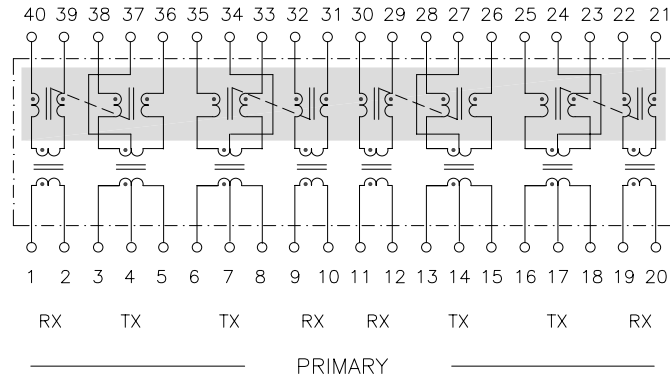 40 39 38 37 36 35 34 33 32 31 30 29 28 27 26 25 24 23 22 21
1 2 3 4 5 6 7 8 9 10 11 12 13 14 15 16 17 18 19 20
RX TX TX RX RX TX TX RX
PRIMARY